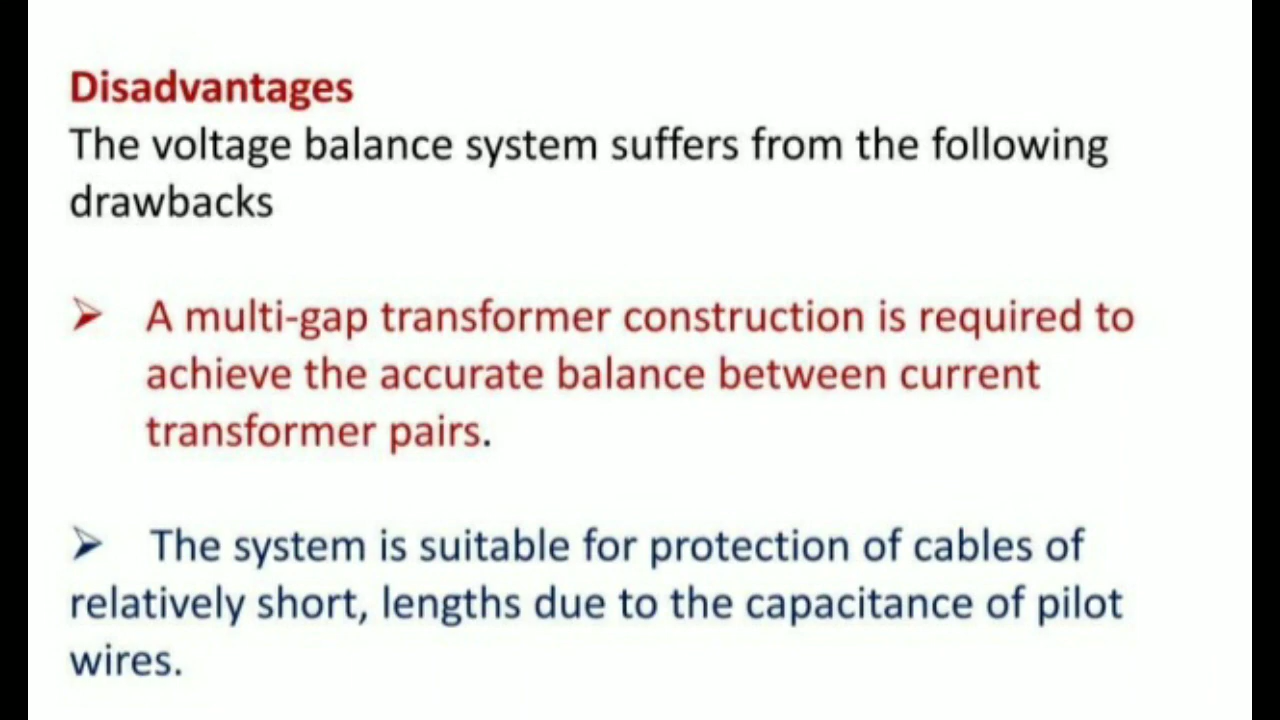 Disadvantages
The voltage balance system suffers from the following
drawbacks
➢ A multi-gap transformer construction is required to
achieve the accurate balance between current
transformer pairs.
➢ The system is suitable for protection of cables of
relatively short, lengths due to the capacitance of pilot
wires.